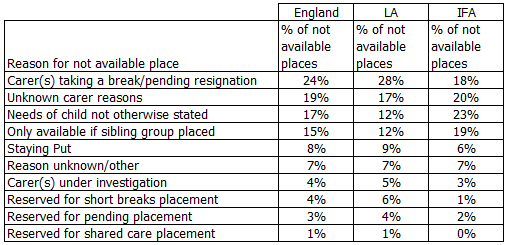 England LA IFA
Reason for not available place % of not available places % of not available places % of not available places
Carer(s) taking a break/pending resignation 24% 28% 18%
Unknown carer reasons 19% 17% 20%
Needs of child not otherwise stated 17% 12% 23%
Only available if sibling group placed 15% 12% 19%
Staying Put 8% 9% 6%
Reason unknown/other 7% 7% 7%
Carer(s) under investigation 4% 5% 3%
Reserved for short breaks placement 4% 6% 1%
Reserved for pending placement 3% 4% 2%
Reserved for shared care placement 1% 1% 0%